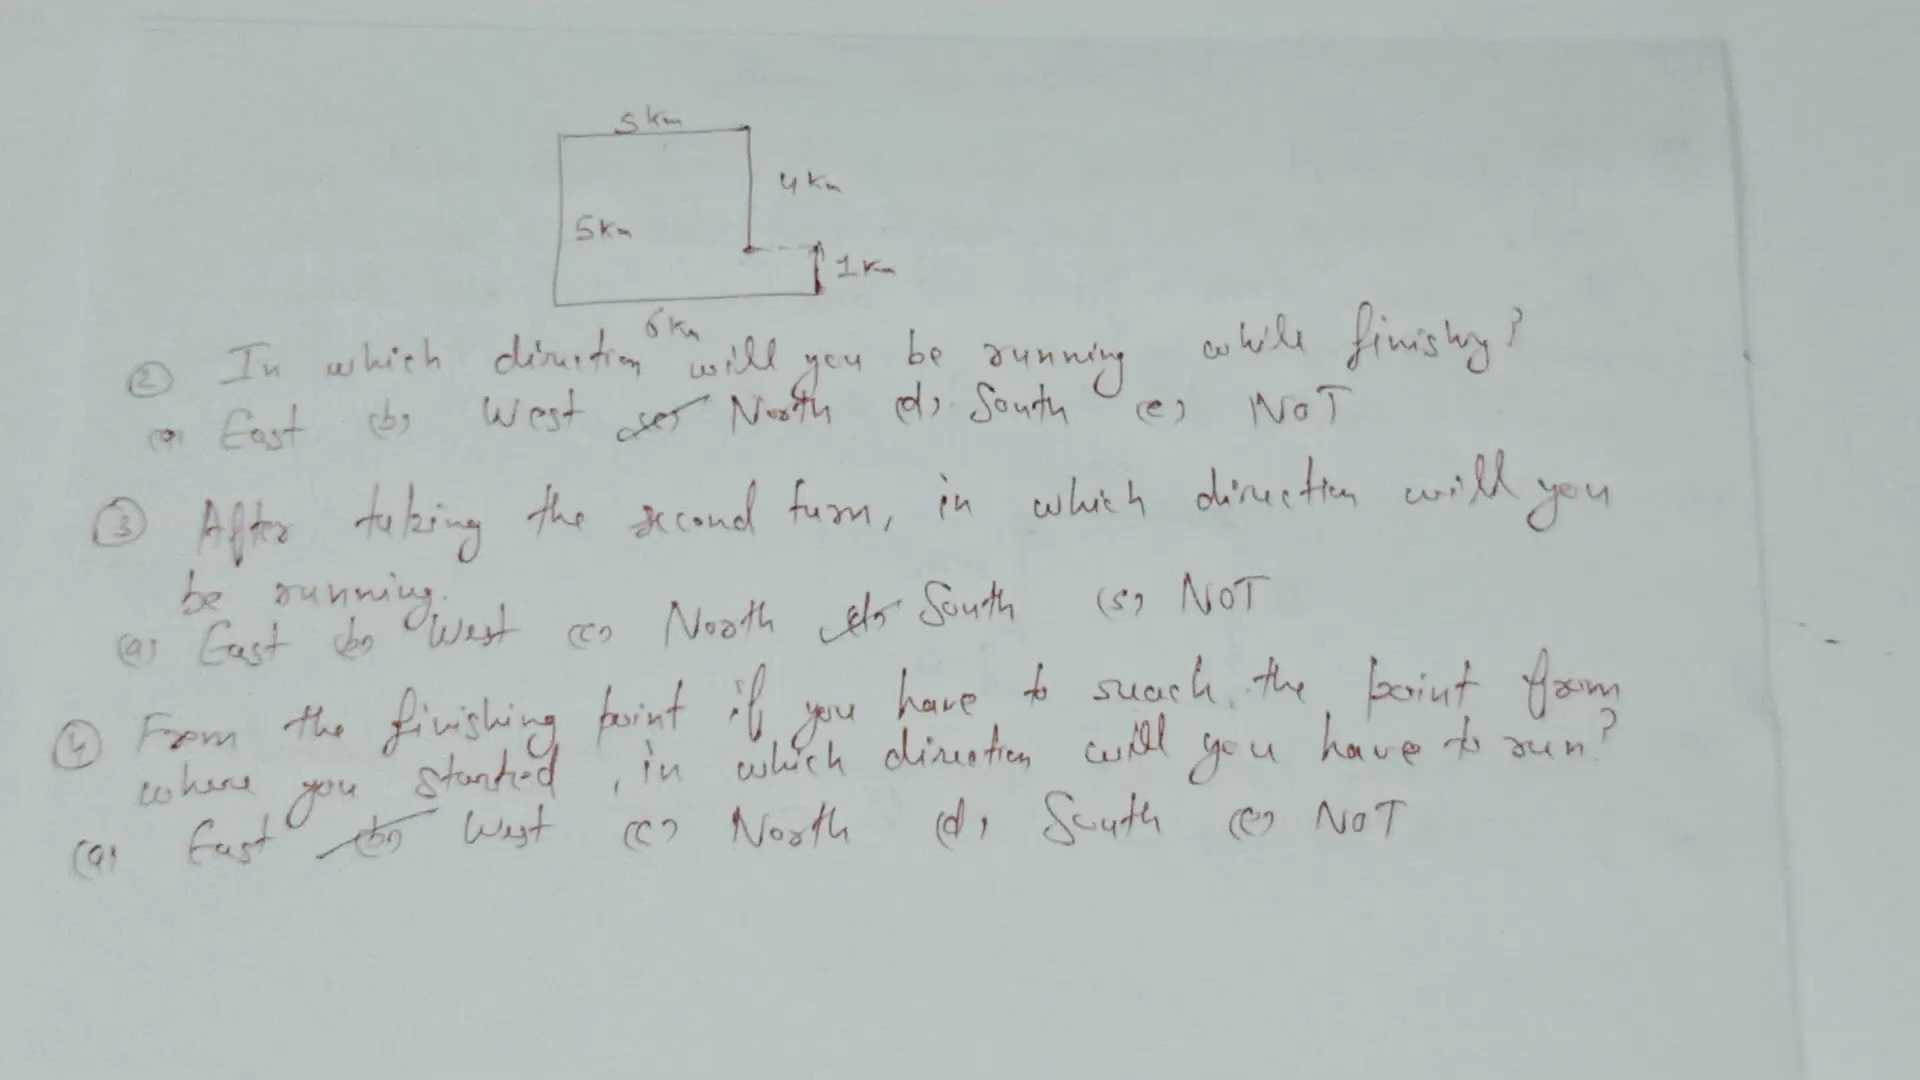 5 km
4 Km
5 Km
1 Km
6 Km
② In which direction will you be running while finishing?
(a) East (b) West (c) North (d) South (e) NOT
③ After taking the second turn, in which direction will you
be running.
(a) East (b) West (c) North (d) South (s) NOT
④ From the finishing point if you have to reach the point from
where you started, in which direction will you have to run?
(a) East (b) West (c) North (d) South (e) NOT